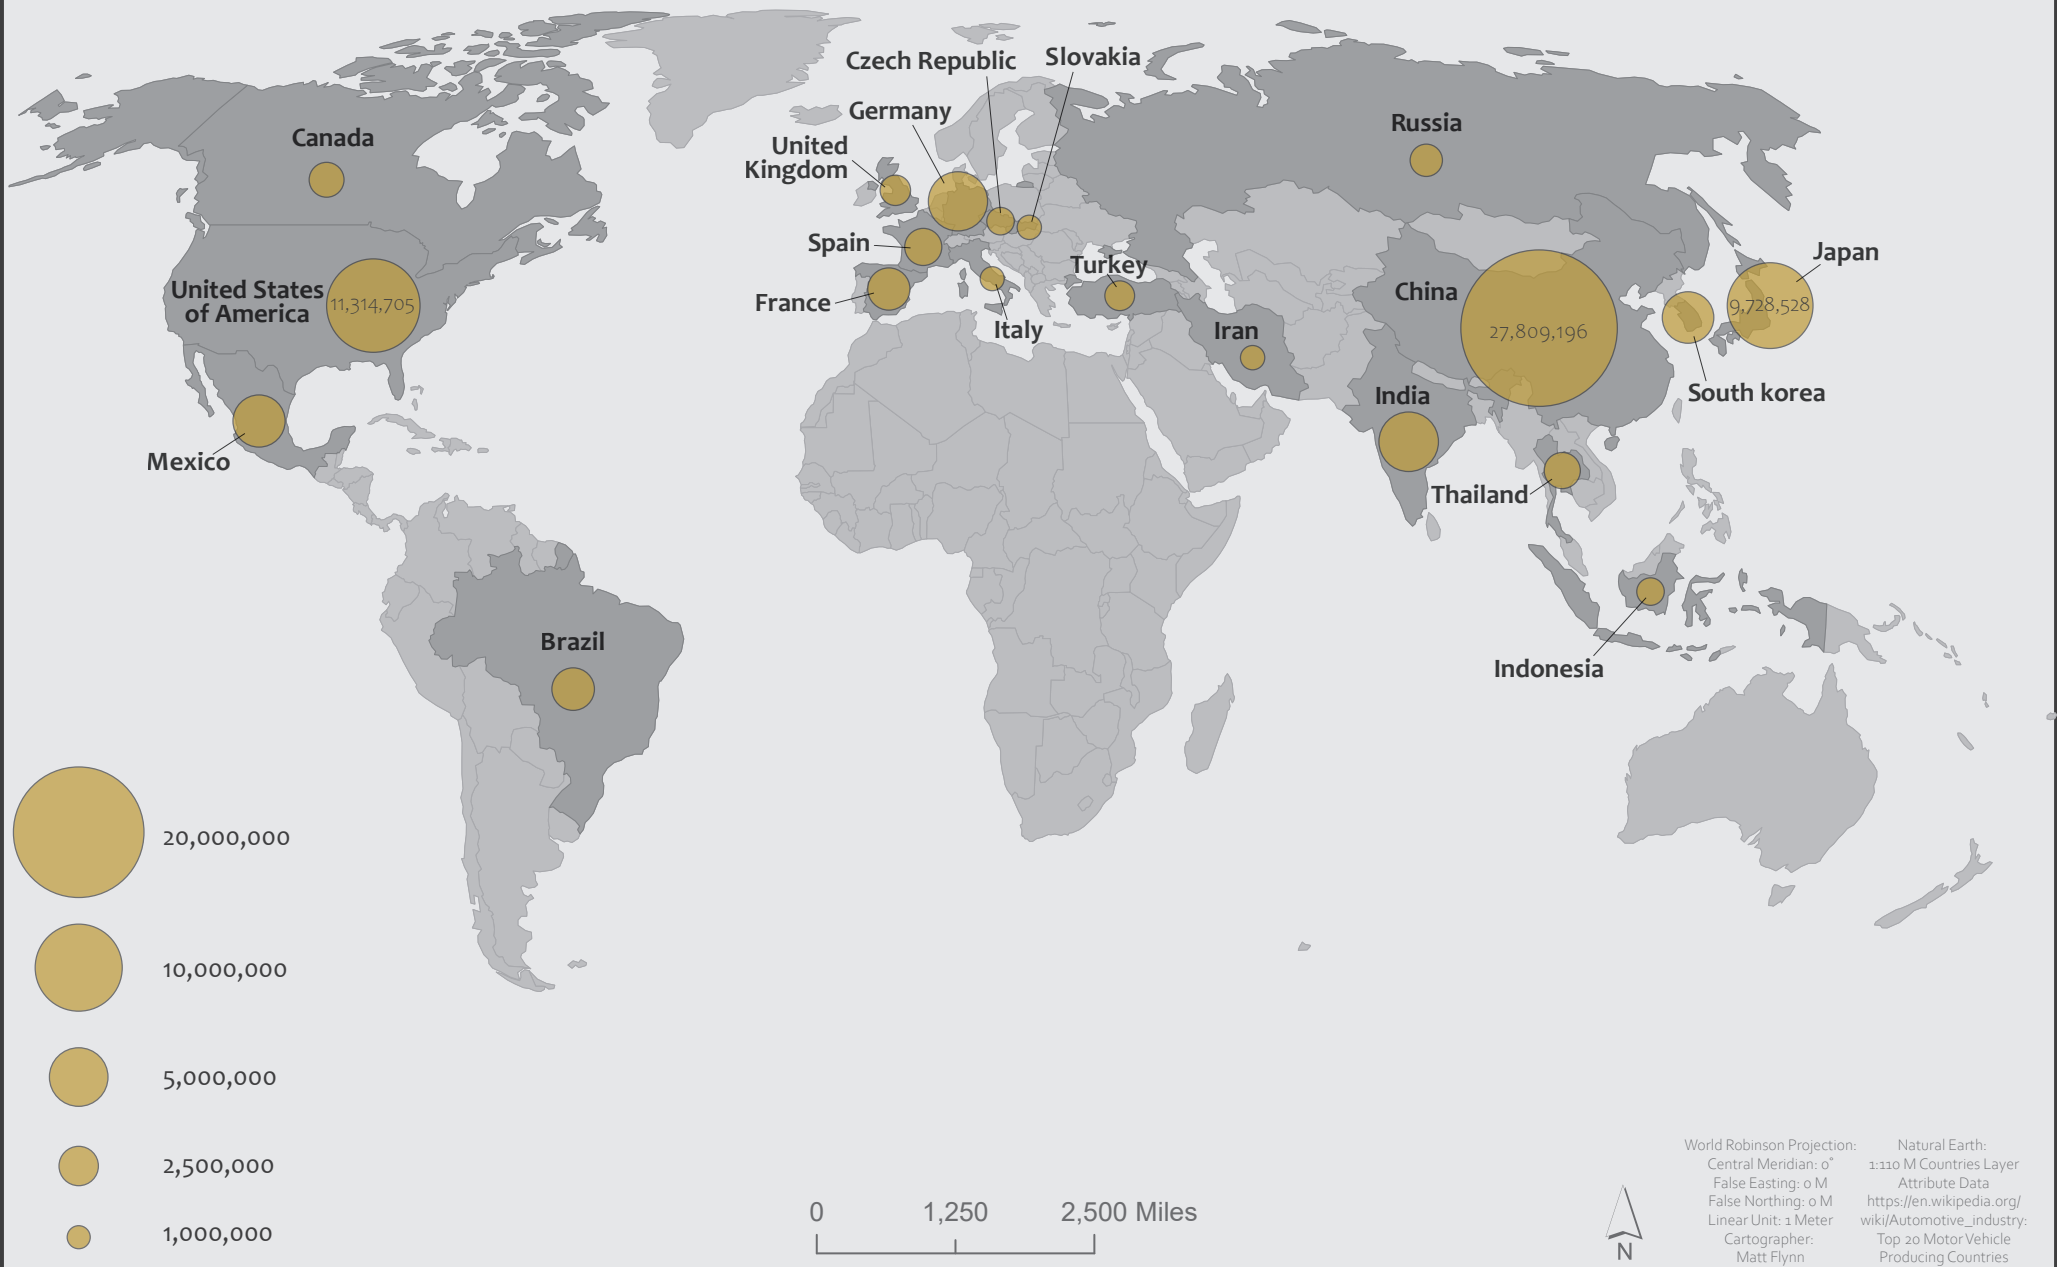 Czech Republic
Slovakia
Germany
Canada
United
Kingdom
Russia
Spain
Turkey
Japan
United States
of America
11,314,705
France
Italy
Iran
China
27,809,196
9,728,528
South korea
India
Mexico
Thailand
Brazil
Indonesia
20,000,000
10,000,000
5,000,000
2,500,000
1,000,000
0 1,250 2,500 Miles
N
World Robinson Projection:
Central Meridian: 0°
False Easting: 0 M
False Northing: 0 M
Linear Unit: 1 Meter
Cartographer:
Matt Flynn
Natural Earth:
1:110 M Countries Layer
Attribute Data
https://en.wikipedia.org/
wiki/Automotive_industry:
Top 20 Motor Vehicle
Producing Countries